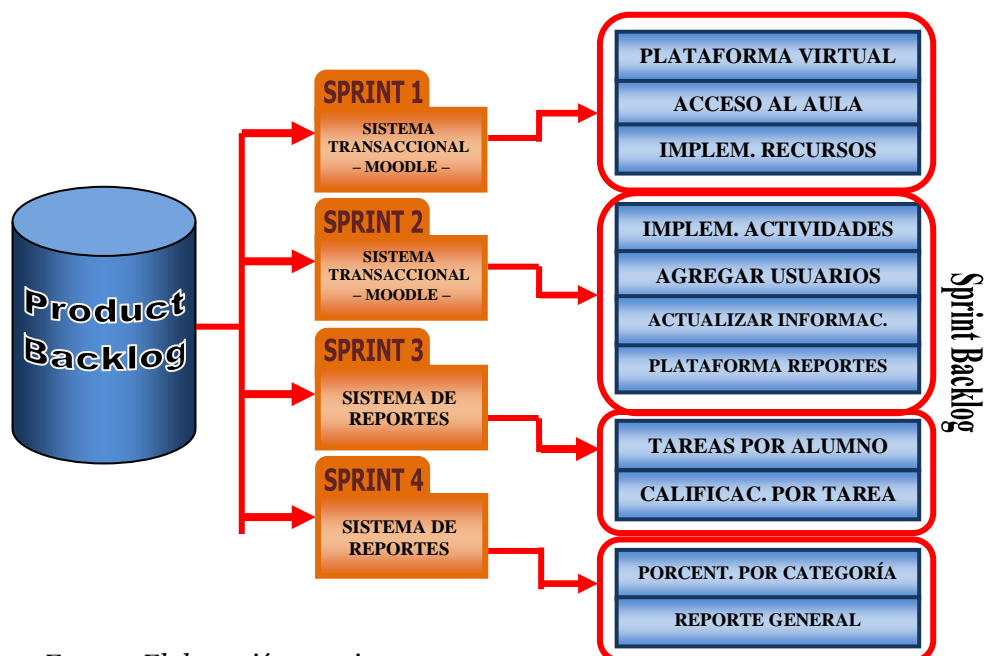 Product
Backlog
SPRINT 1
SISTEMA
TRANSACCIONAL
– MOODLE –
PLATAFORMA VIRTUAL
ACCESO AL AULA
IMPLEM. RECURSOS
SPRINT 2
SISTEMA
TRANSACCIONAL
– MOODLE –
IMPLEM. ACTIVIDADES
AGREGAR USUARIOS
ACTUALIZAR INFORMAC.
PLATAFORMA REPORTES
SPRINT 3
SISTEMA DE
REPORTES
TAREAS POR ALUMNO
CALIFICAC. POR TAREA
SPRINT 4
SISTEMA DE
REPORTES
PORCENT. POR CATEGORÍA
REPORTE GENERAL
Sprint Backlog